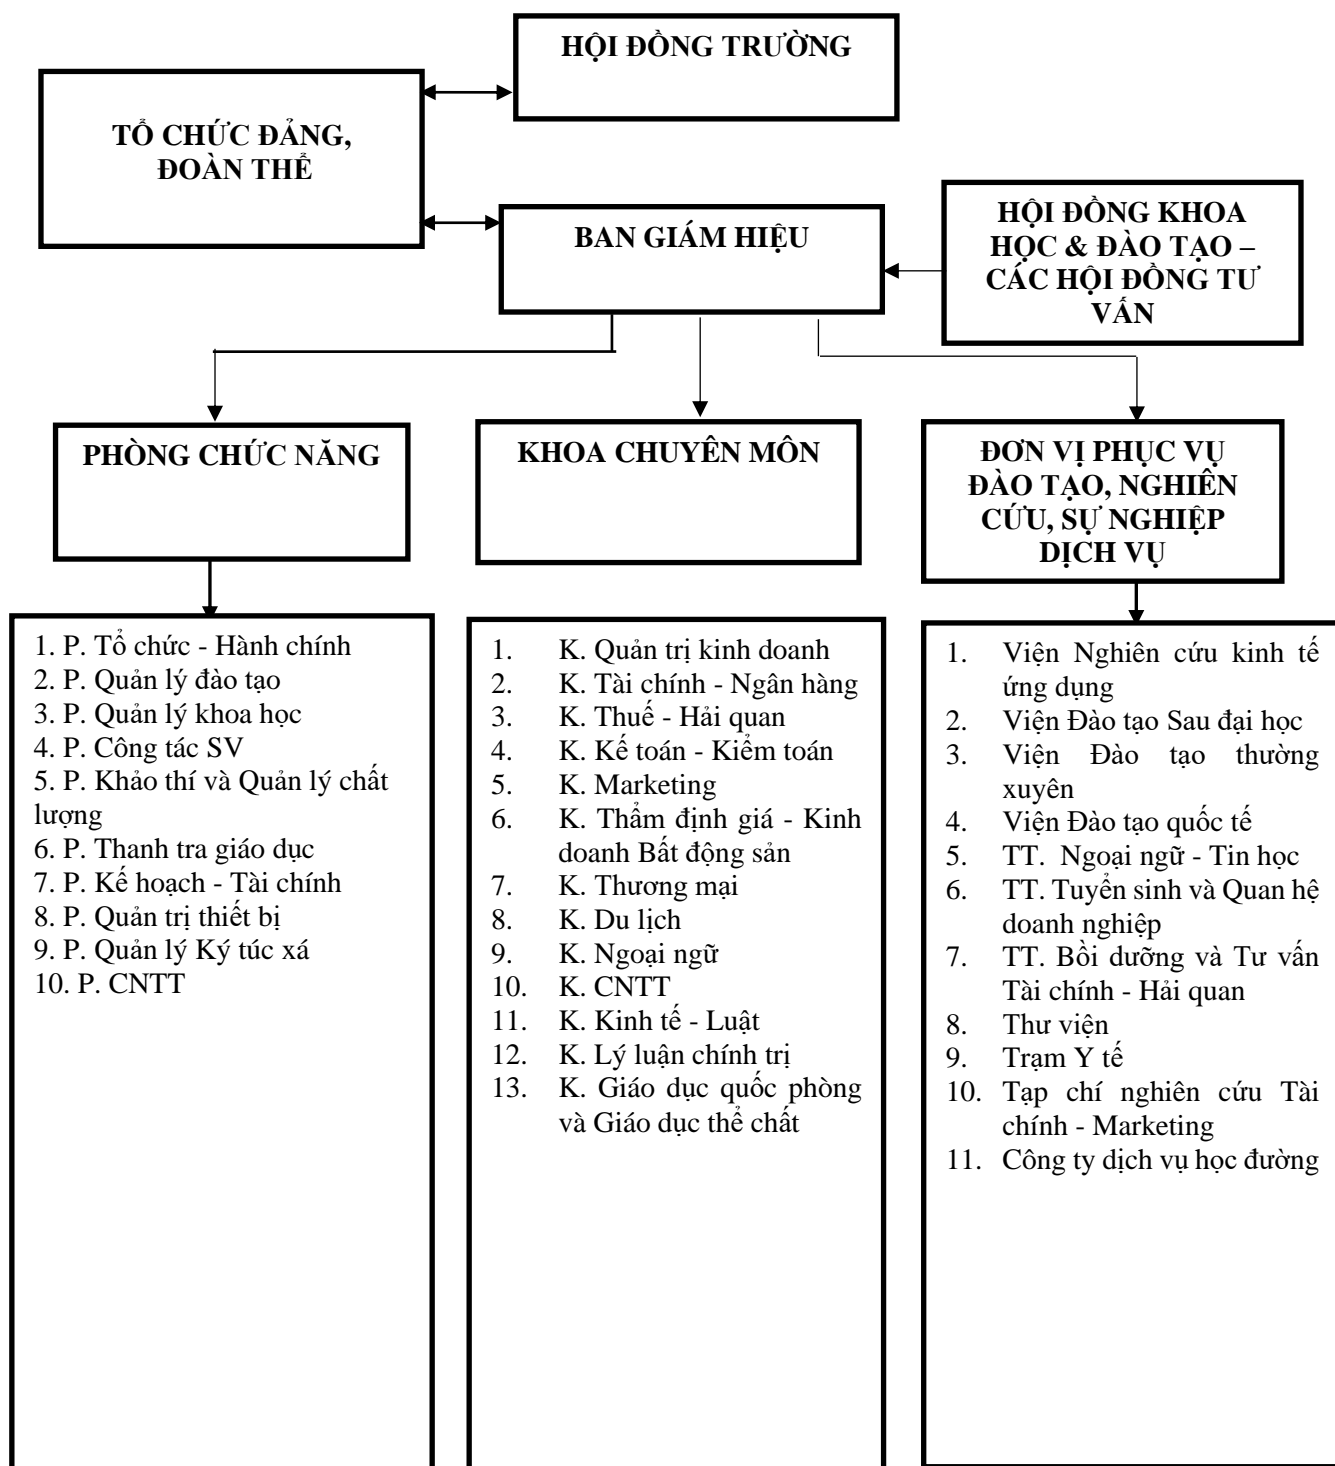 HỘI ĐỒNG TRƯỜNG
TỔ CHỨC ĐẢNG,
ĐOÀN THỂ
BAN GIÁM HIỆU
HỘI ĐỒNG KHOA
HỌC & ĐÀO TẠO –
CÁC HỘI ĐỒNG TƯ
VẤN
PHÒNG CHỨC NĂNG
KHOA CHUYÊN MÔN
ĐƠN VỊ PHỤC VỤ
ĐÀO TẠO, NGHIÊN
CỨU, SỰ NGHIỆP
DỊCH VỤ
1. P. Tổ chức - Hành chính
2. P. Quản lý đào tạo
3. P. Quản lý khoa học
4. P. Công tác SV
5. P. Khảo thí và Quản lý chất
lượng
6. P. Thanh tra giáo dục
7. P. Kế hoạch - Tài chính
8. P. Quản trị thiết bị
9. P. Quản lý Ký túc xá
10. P. CNTT
1. K. Quản trị kinh doanh
2. K. Tài chính - Ngân hàng
3. K. Thuế - Hải quan
4. K. Kế toán - Kiểm toán
5. K. Marketing
6. K. Thẩm định giá - Kinh
doanh Bất động sản
7. K. Thương mại
8. K. Du lịch
9. K. Ngoại ngữ
10. K. CNTT
11. K. Kinh tế - Luật
12. K. Lý luận chính trị
13. K. Giáo dục quốc phòng
và Giáo dục thể chất
1. Viện Nghiên cứu kinh tế
ứng dụng
2. Viện Đào tạo Sau đại học
3. Viện Đào tạo thường
xuyên
4. Viện Đào tạo quốc tế
5. TT. Ngoại ngữ - Tin học
6. TT. Tuyển sinh và Quan hệ
doanh nghiệp
7. TT. Bồi dưỡng và Tư vấn
Tài chính - Hải quan
8. Thư viện
9. Trạm Y tế
10. Tạp chí nghiên cứu Tài
chính - Marketing
11. Công ty dịch vụ học đường